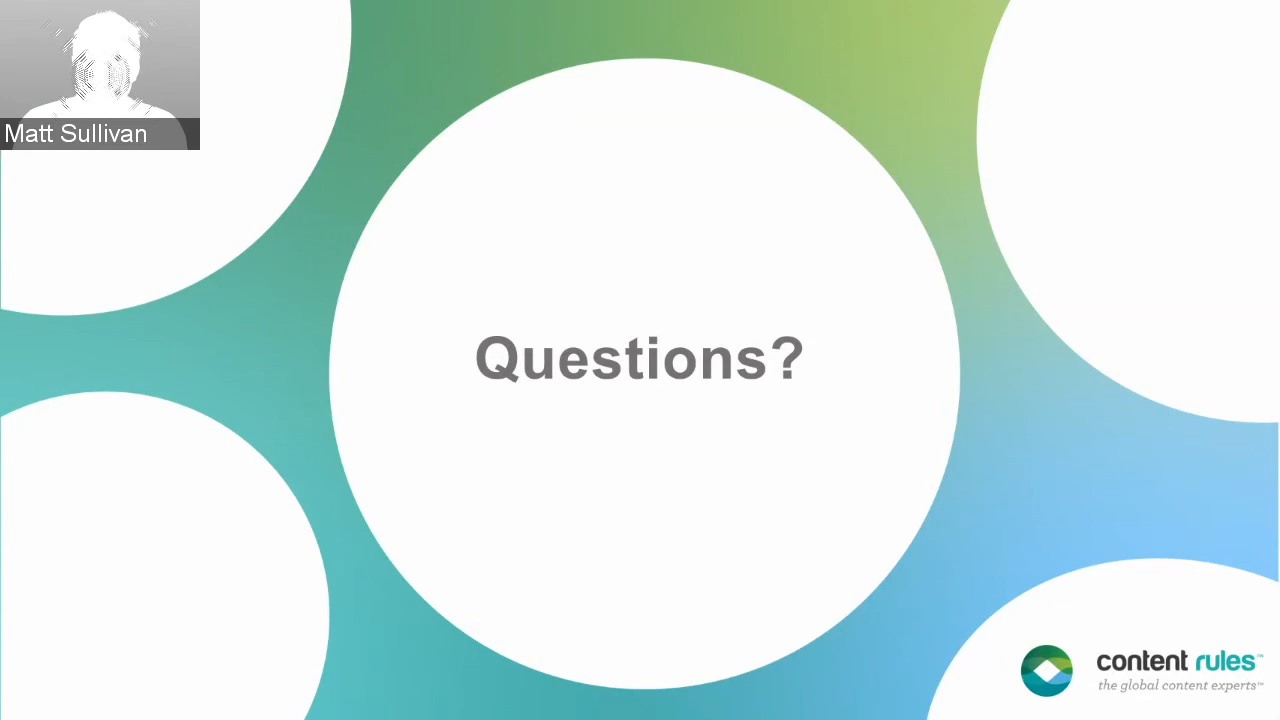 Matt Sullivan
Questions?
content rules™
the global content experts™